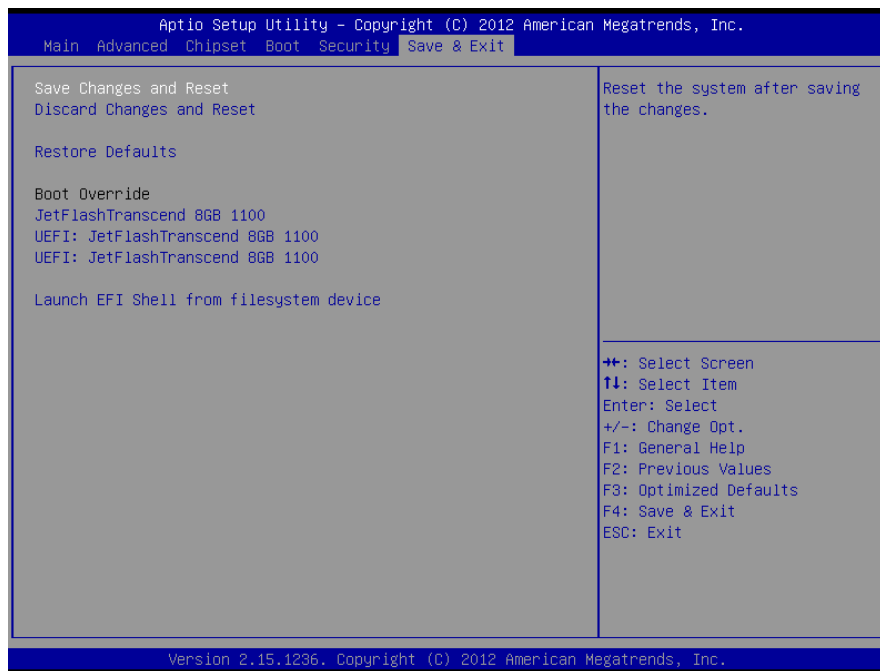 Aptio Setup Utility – Copyright (C) 2012 American Megatrends, Inc.
Main Advanced Chipset Boot Security Save & Exit
Save Changes and Reset
Discard Changes and Reset
Restore Defaults
Boot Override
JetFlashTranscend 8GB 1100
UEFI: JetFlashTranscend 8GB 1100
UEFI: JetFlashTranscend 8GB 1100
Launch EFI Shell from filesystem device
Reset the system after saving
the changes.
→←: Select Screen
↑↓: Select Item
Enter: Select
+/-: Change Opt.
F1: General Help
F2: Previous Values
F3: Optimized Defaults
F4: Save & Exit
ESC: Exit
Version 2.15.1236. Copyright (C) 2012 American Megatrends, Inc.